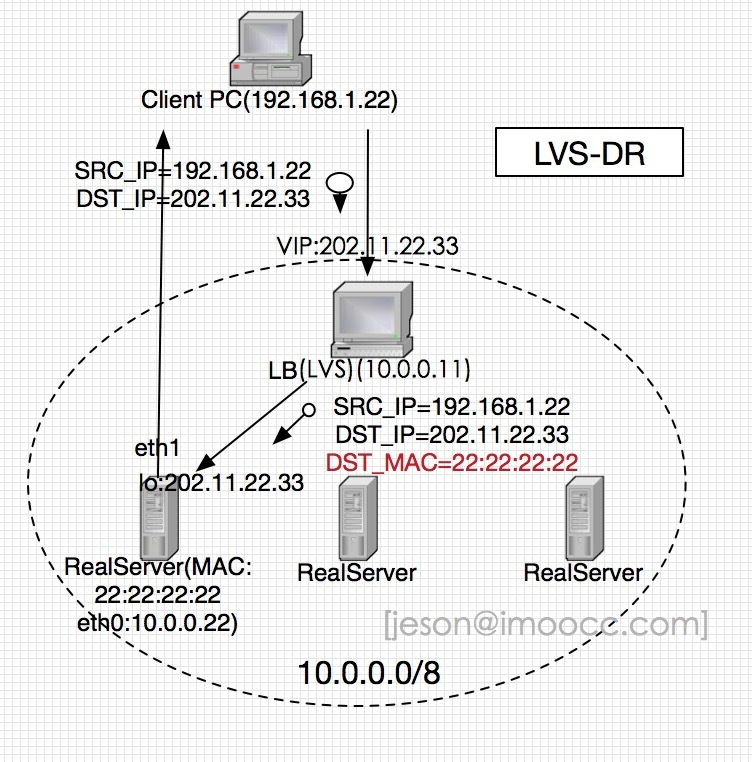 Client PC(192.168.1.22)
LVS-DR
SRC_IP=192.168.1.22
DST_IP=202.11.22.33
VIP:202.11.22.33
LB(LVS)(10.0.0.11)
SRC_IP=192.168.1.22
DST_IP=202.11.22.33
DST_MAC=22:22:22:22
eth1
lo:202.11.22.33
RealServer(MAC:
22:22:22:22
eth0:10.0.0.22)
RealServer
RealServer
[jeson@imoocc.com]
10.0.0.0/8